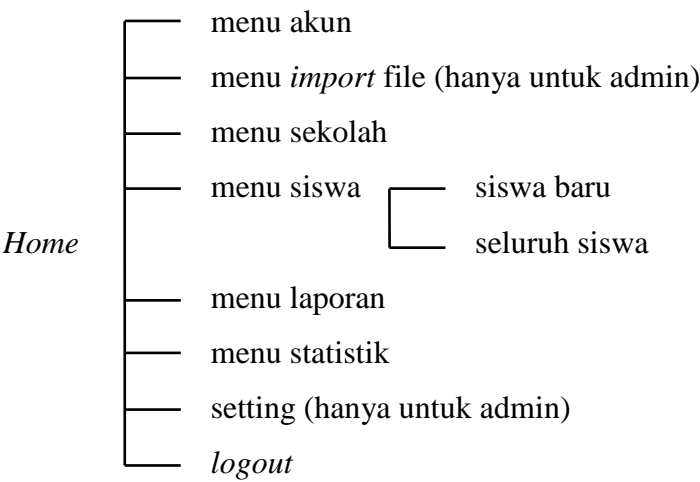 menu akun
menu import file (hanya untuk admin)
menu sekolah
menu siswa siswa baru
Home seluruh siswa
menu laporan
menu statistik
setting (hanya untuk admin)
logout